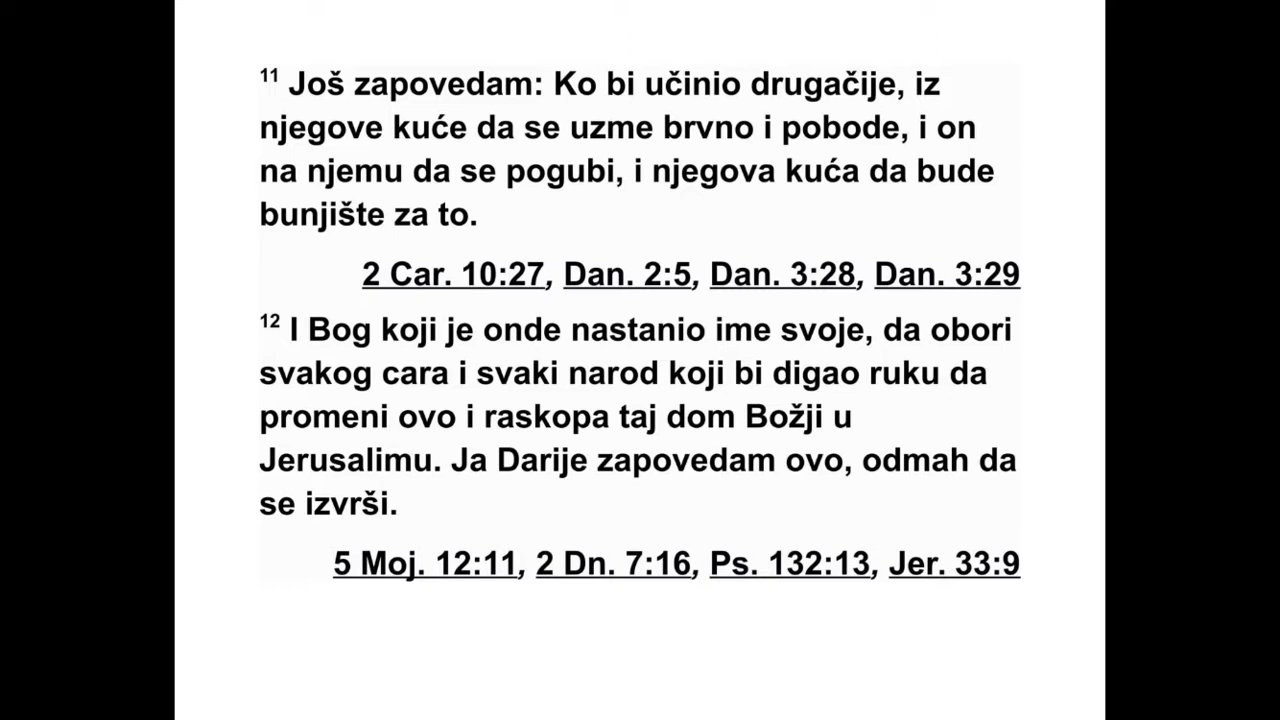 11 Još zapovedam: Ko bi učinio drugačije, iz
njegove kuće da se uzme brvno i pobode, i on
na njemu da se pogubi, i njegova kuća da bude
bunjište za to.
2 Car. 10:27, Dan. 2:5, Dan. 3:28, Dan. 3:29
12 I Bog koji je onde nastanio ime svoje, da obori
svakog cara i svaki narod koji bi digao ruku da
promeni ovo i raskopa taj dom Božji u
Jerusalimu. Ja Darije zapovedam ovo, odmah da
se izvrši.
5 Moj. 12:11, 2 Dn. 7:16, Ps. 132:13, Jer. 33:9